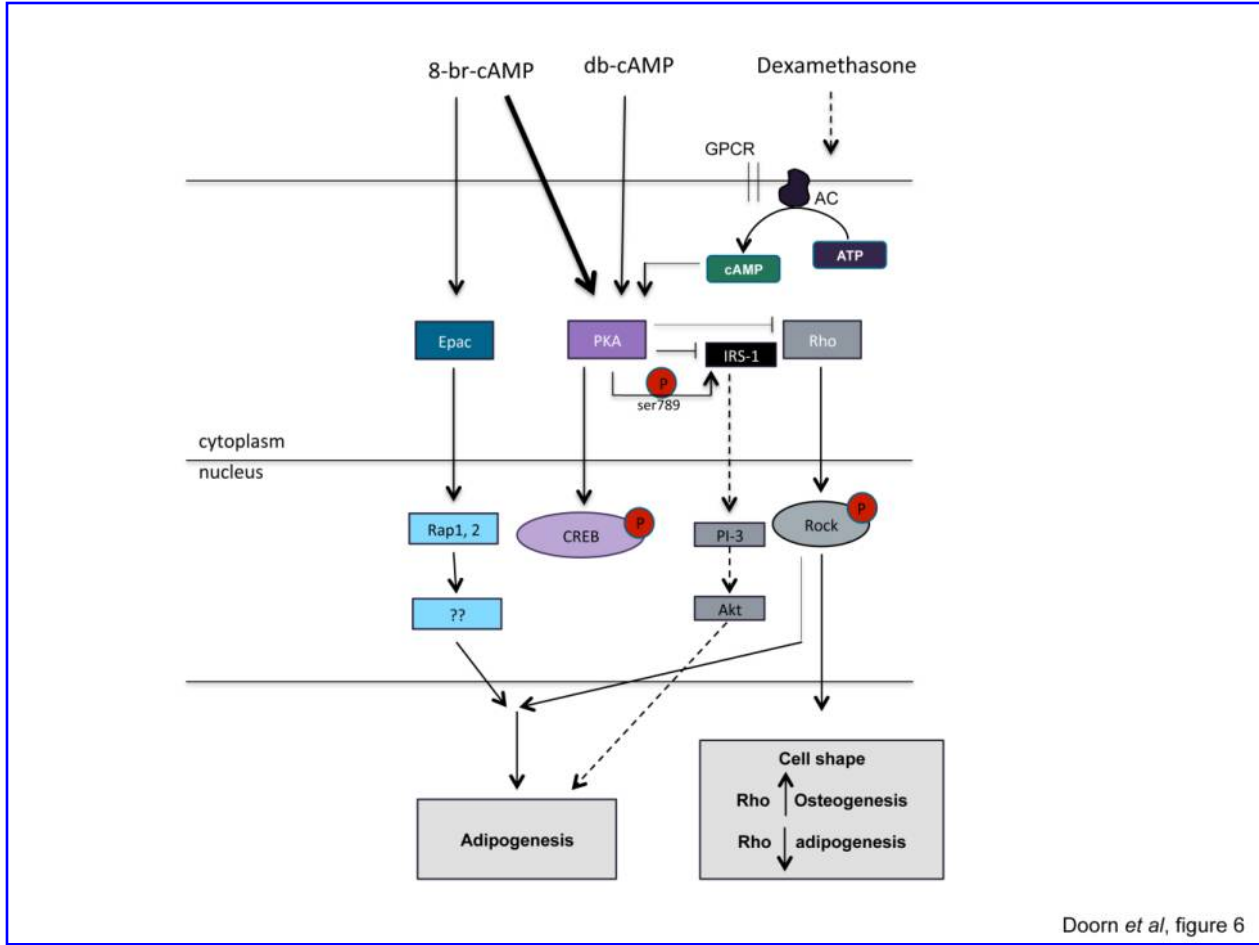 8-br-cAMP
db-cAMP
Dexamethasone
GPCR
AC
cAMP
ATP
Epac
PKA
IRS-1
Rho
P
ser789
cytoplasm
nucleus
Rap1, 2
CREB
P
PI-3
Rock
P
??
Akt
Adipogenesis
Cell shape
Rho Osteogenesis
Rho adipogenesis
Doorn et al, figure 6